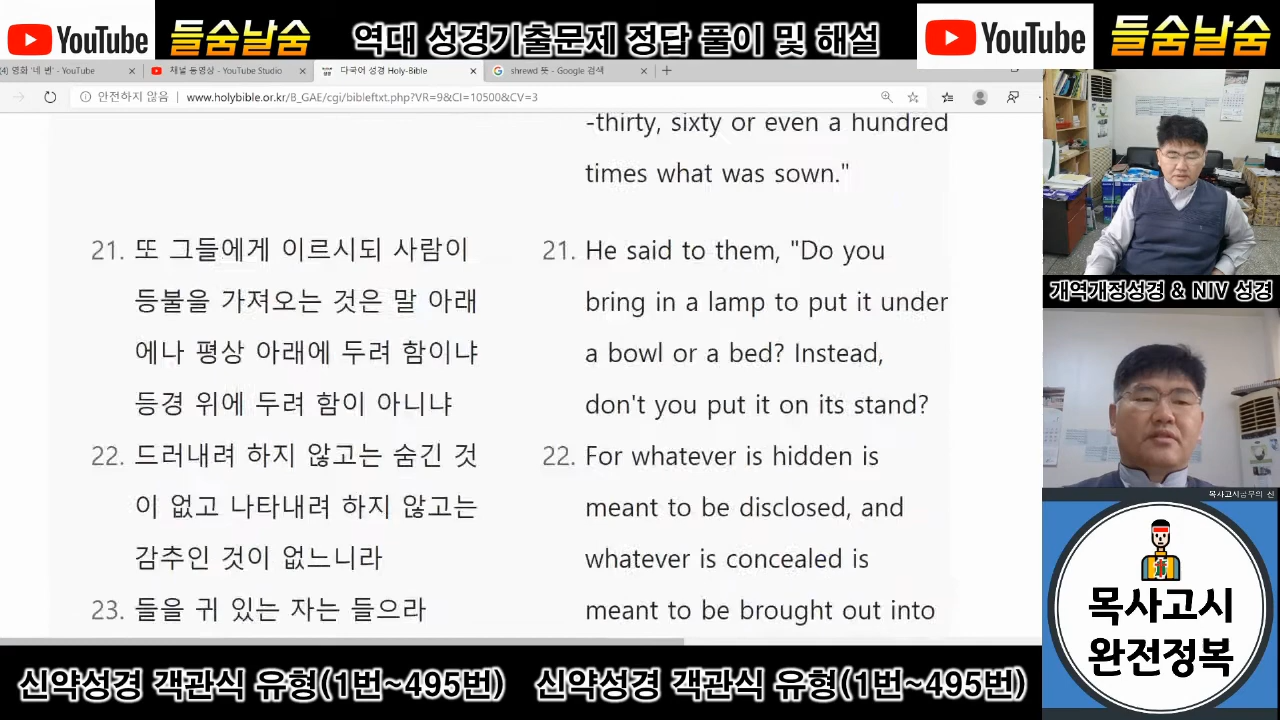 YouTube
들숨날숨
역대 성경기출문제 정답 풀이 및 해설
YouTube
들숨날숨
채널 동영상 - YouTube Studio
다국어 성경 Holy-Bible
shrewd 뜻 - Google 검색
안전하지 않음 | www.holybible.or.kr/B_GAE/cgi/bibleftxt.php?VR=9&CI=10500&CV=
-thirty, sixty or even a hundred
times what was sown."
21. 또 그들에게 이르시되 사람이
등불을 가져오는 것은 말 아래
에나 평상 아래에 두려 함이냐
등경 위에 두려 함이 아니냐
22. 드러내려 하지 않고는 숨긴 것
이 없고 나타내려 하지 않고는
감추인 것이 없느니라
23. 들을 귀 있는 자는 들으라
21. He said to them, "Do you
bring in a lamp to put it under
a bowl or a bed? Instead,
don't you put it on its stand?
22. For whatever is hidden is
meant to be disclosed, and
whatever is concealed is
meant to be brought out into
개역개정성경 & NIV 성경
목사고시공부의 신
목사고시
완전정복
신약성경 객관식 유형(1번~495번)
신약성경 객관식 유형(1번~495번)